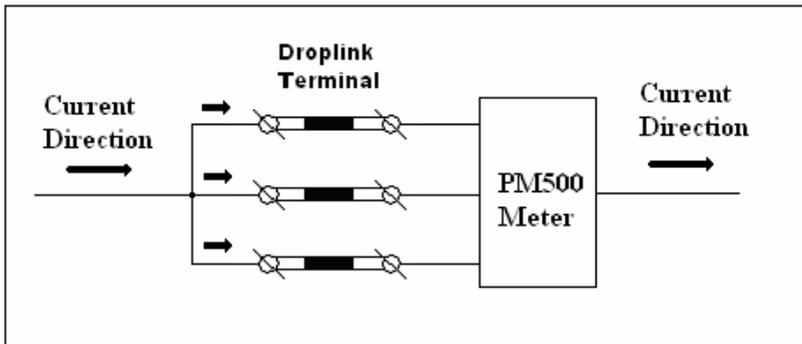 Droplink
Terminal
Current
Direction
PM500
Meter
Current
Direction